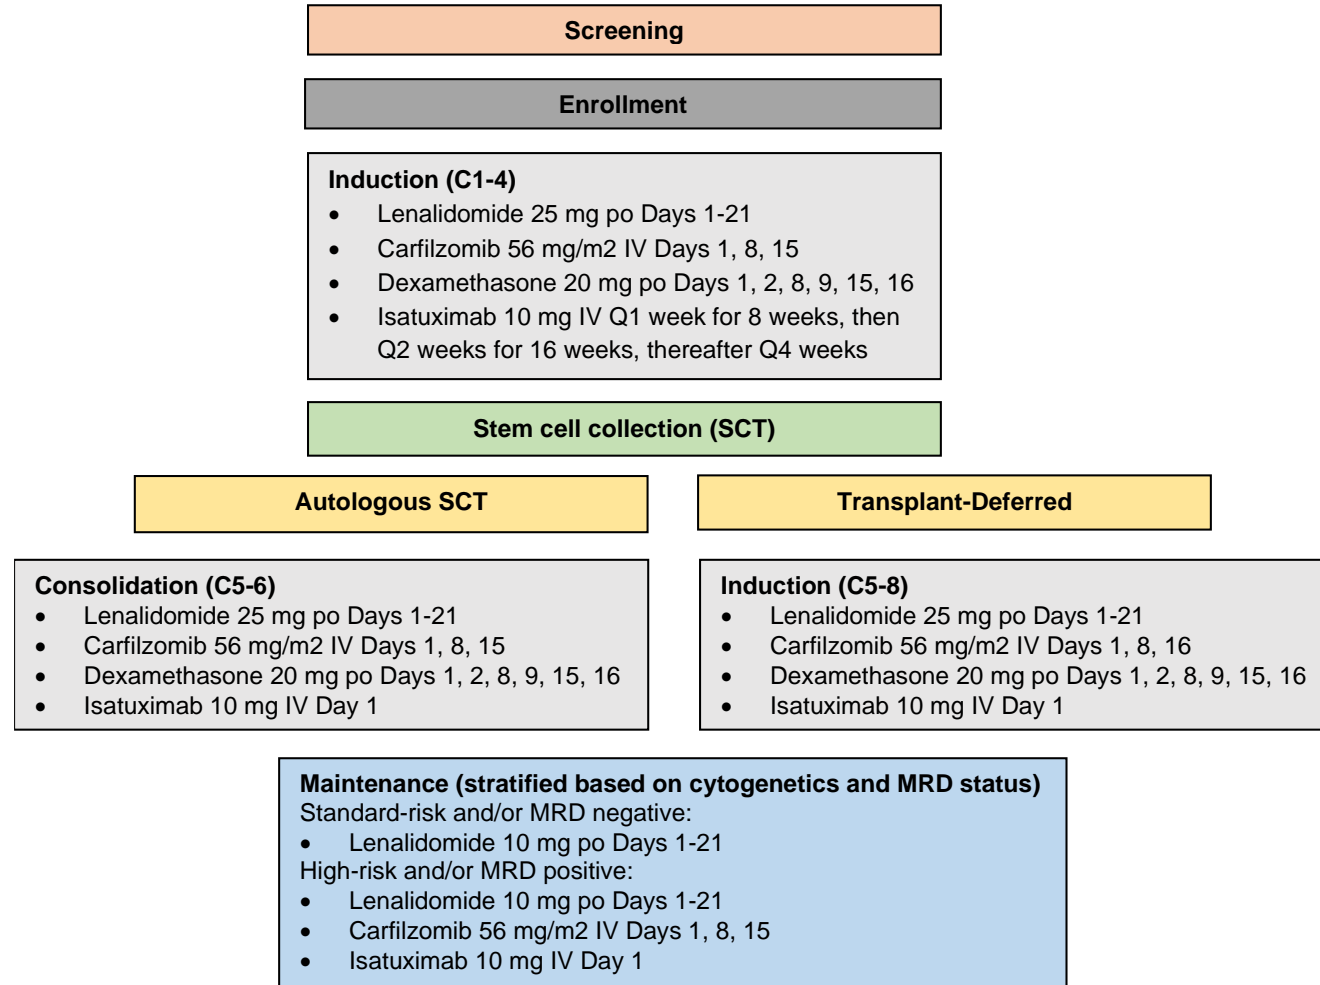 Screening
Enrollment
Induction (C1-4)
• Lenalidomide 25 mg po Days 1-21
• Carfilzomib 56 mg/m2 IV Days 1, 8, 15
• Dexamethasone 20 mg po Days 1, 2, 8, 9, 15, 16
• Isatuximab 10 mg IV Q1 week for 8 weeks, then
Q2 weeks for 16 weeks, thereafter Q4 weeks
Stem cell collection (SCT)
Autologous SCT
Transplant-Deferred
Consolidation (C5-6)
• Lenalidomide 25 mg po Days 1-21
• Carfilzomib 56 mg/m2 IV Days 1, 8, 15
• Dexamethasone 20 mg po Days 1, 2, 8, 9, 15, 16
• Isatuximab 10 mg IV Day 1
Induction (C5-8)
• Lenalidomide 25 mg po Days 1-21
• Carfilzomib 56 mg/m2 IV Days 1, 8, 16
• Dexamethasone 20 mg po Days 1, 2, 8, 9, 15, 16
• Isatuximab 10 mg IV Day 1
Maintenance (stratified based on cytogenetics and MRD status)
Standard-risk and/or MRD negative:
• Lenalidomide 10 mg po Days 1-21
High-risk and/or MRD positive:
• Lenalidomide 10 mg po Days 1-21
• Carfilzomib 56 mg/m2 IV Days 1, 8, 15
• Isatuximab 10 mg IV Day 1